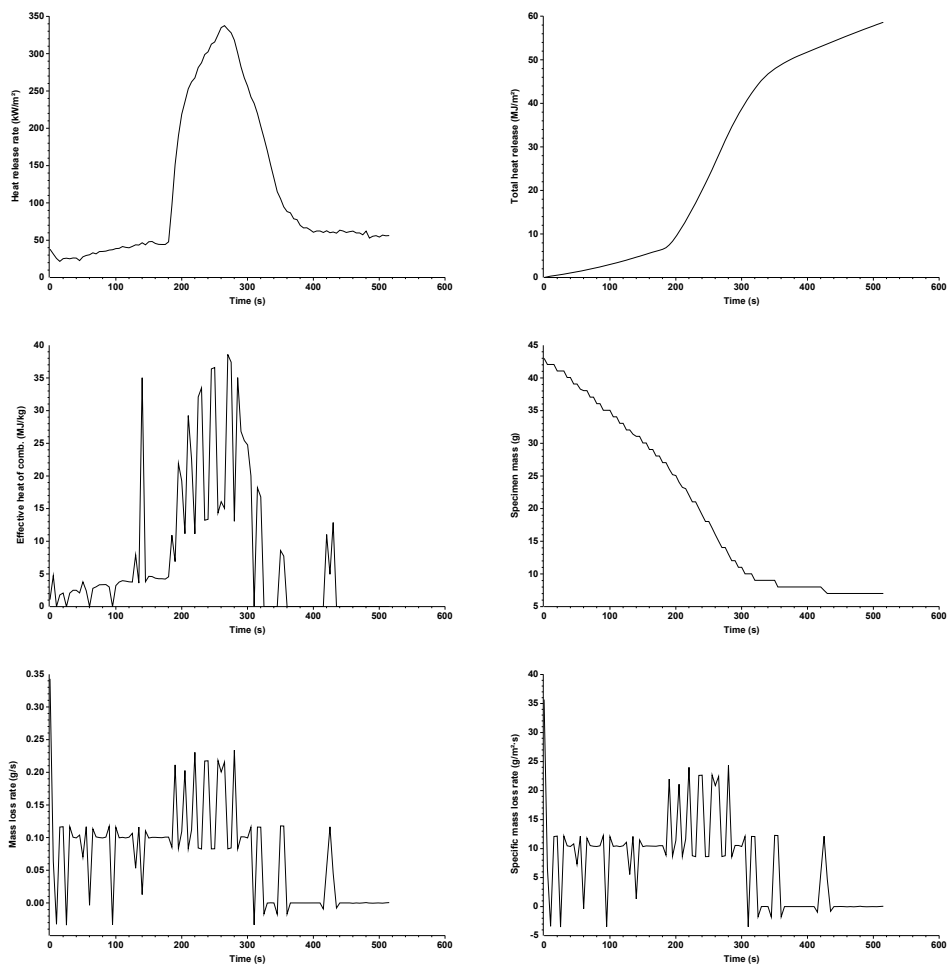 Heat release rate (kW/m²)
350
300
250
200
150
100
50
0
0 100 200 300 400 500 600
Time (s)
Total heat release (MJ/m²)
60
50
40
30
20
10
0
0 100 200 300 400 500 600
Time (s)
Effective heat of comb. (MJ/kg)
40
35
30
25
20
15
10
5
0
0 100 200 300 400 500 600
Time (s)
Specimen mass (g)
45
40
35
30
25
20
15
10
5
0 100 200 300 400 500 600
Time (s)
Mass loss rate (g/s)
0.35
0.30
0.25
0.20
0.15
0.10
0.05
0.00
0 100 200 300 400 500 600
Time (s)
Specific mass loss rate (g/m²·s)
40
35
30
25
20
15
10
5
0
-5
0 100 200 300 400 500 600
Time (s)